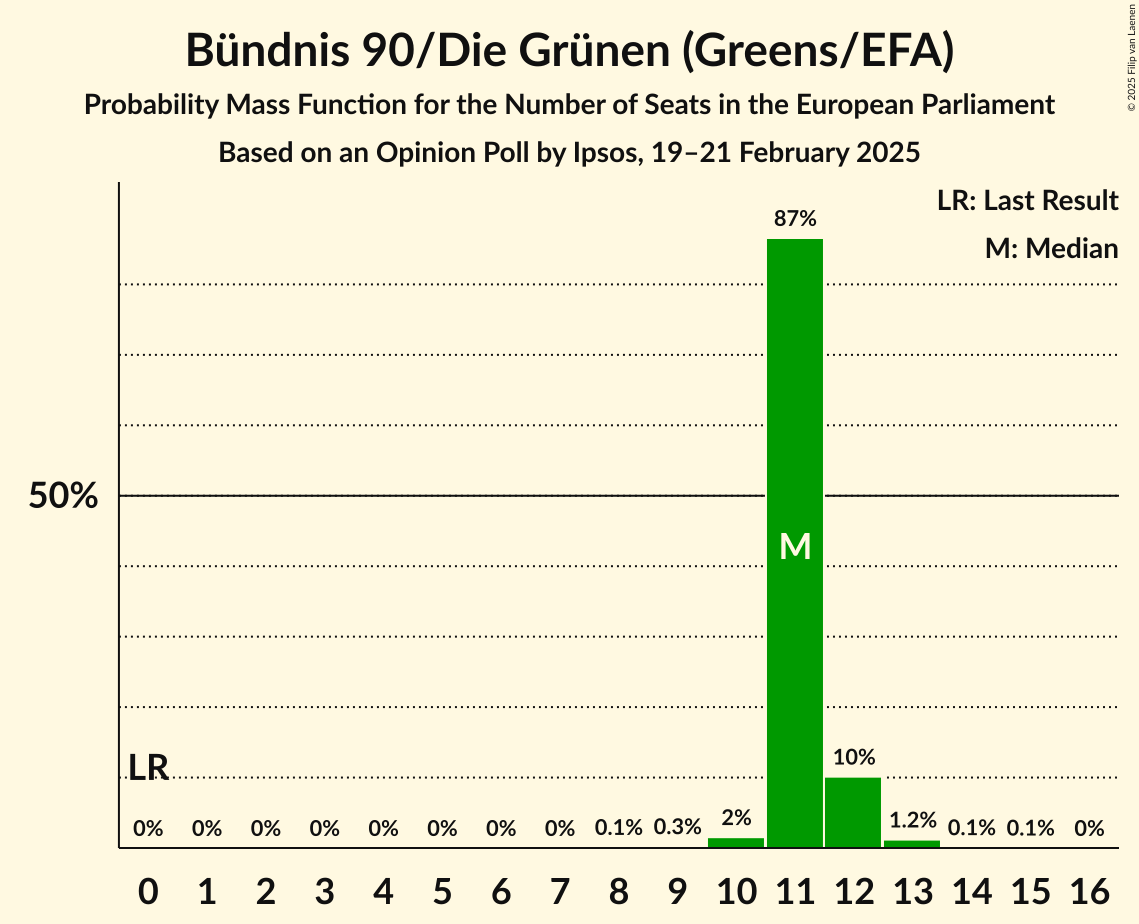 Bündnis 90/Die Grünen (Greens/EFA)
Probability Mass Function for the Number of Seats in the European Parliament
Based on an Opinion Poll by Ipsos, 19–21 February 2025
© 2025 Filip van Laenen
LR: Last Result
M: Median
87%
50%
M
LR
10%
0% 0% 0% 0% 0% 0% 0% 0% 0.1% 0.3% 2% 1.2% 0.1% 0.1% 0%
0 1 2 3 4 5 6 7 8 9 10 11 12 13 14 15 16